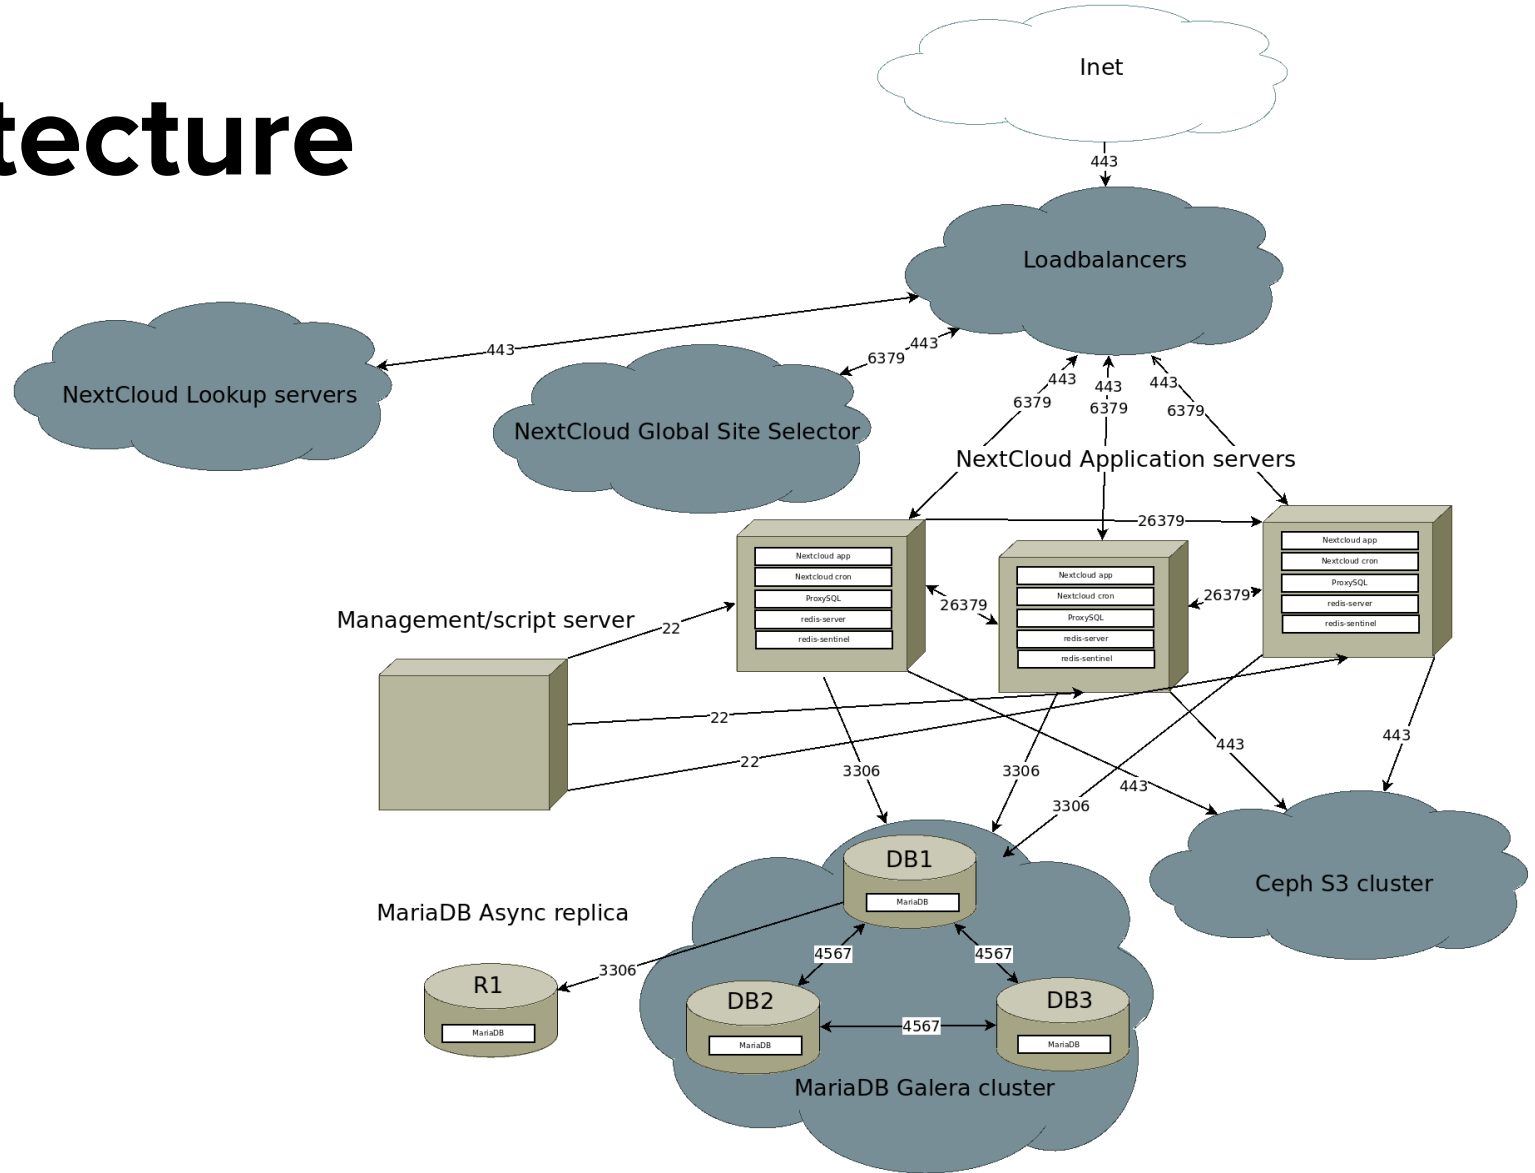 tecture
Inet
443
Loadbalancers
443
NextCloud Lookup servers
6379
443
NextCloud Global Site Selector
443
6379
443
6379
443
6379
NextCloud Application servers
26379
26379
26379
Nextcloud app
Nextcloud cron
ProxySQL
redis-server
redis-sentinel
Nextcloud app
Nextcloud cron
ProxySQL
redis-server
redis-sentinel
Nextcloud app
Nextcloud cron
ProxySQL
redis-server
redis-sentinel
Management/script server
22
22
22
3306
3306
3306
443
443
443
Ceph S3 cluster
DB1
MariaDB
MariaDB Async replica
3306
R1
MariaDB
4567
4567
DB2
MariaDB
4567
DB3
MariaDB
MariaDB Galera cluster